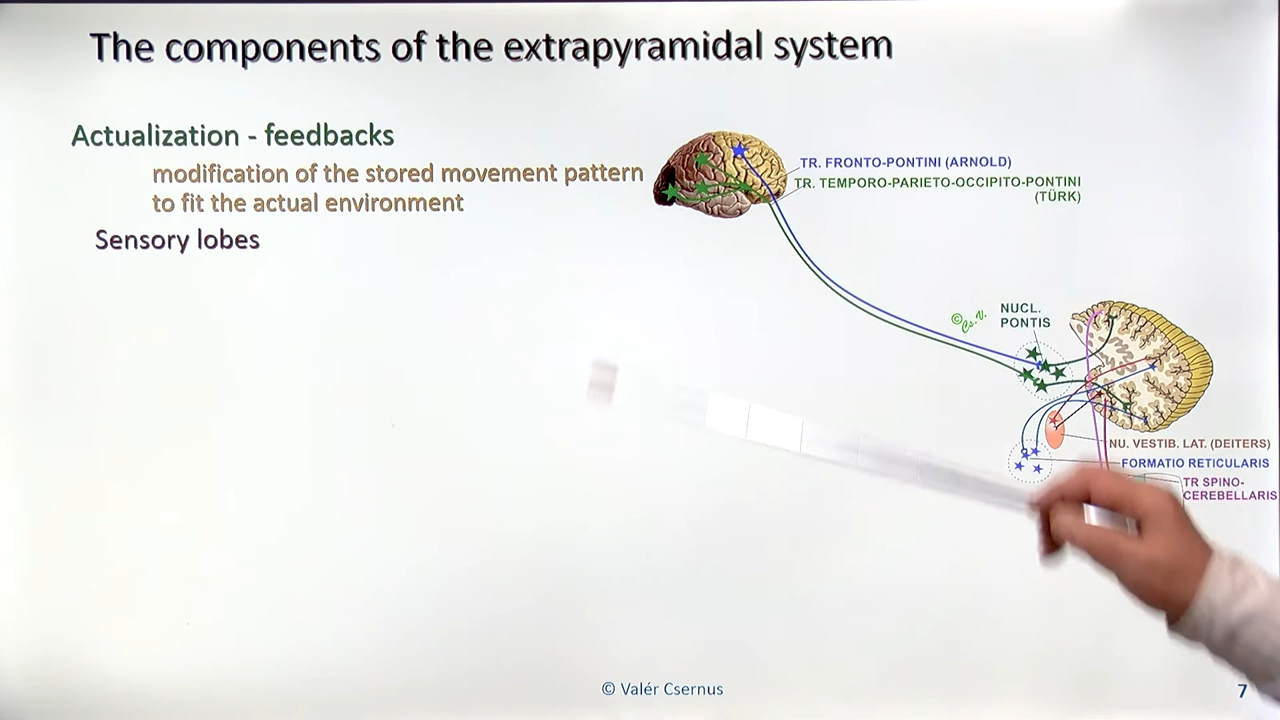 The components of the extrapyramidal system
Actualization - feedbacks
modification of the stored movement pattern
to fit the actual environment
Sensory lobes
TR. FRONTO-PONTINI (ARNOLD)
TR. TEMPORO-PARIETO-OCCIPITO-PONTINI
(TÜRK)
©Cs.V.
NUCL.
PONTIS
NU. VESTIB. LAT. (DEITERS)
FORMATIO RETICULARIS
TR SPINO-
CEREBELLARIS
© Valér Csernus
7